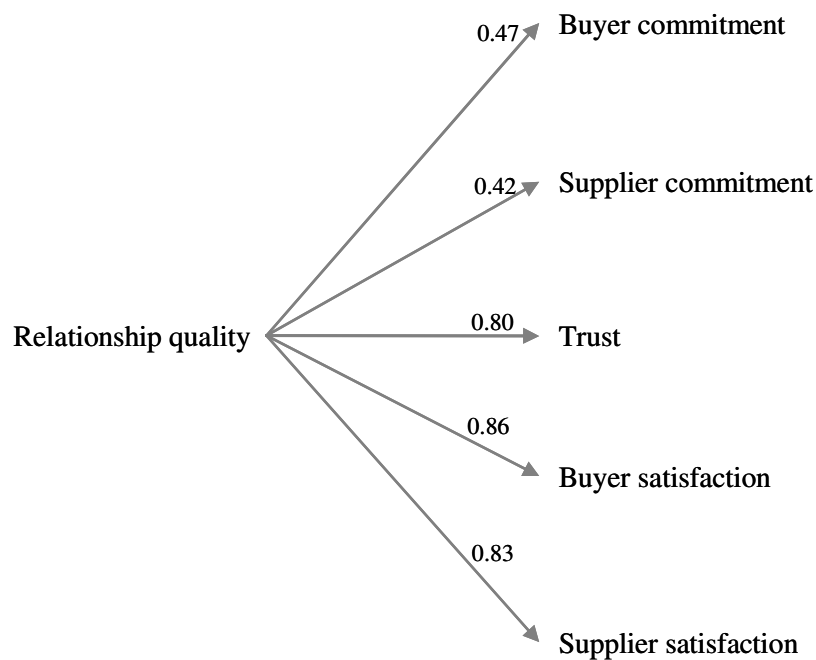 0.47
Buyer commitment
0.42
Supplier commitment
0.80
Relationship quality
Trust
0.86
Buyer satisfaction
0.83
Supplier satisfaction